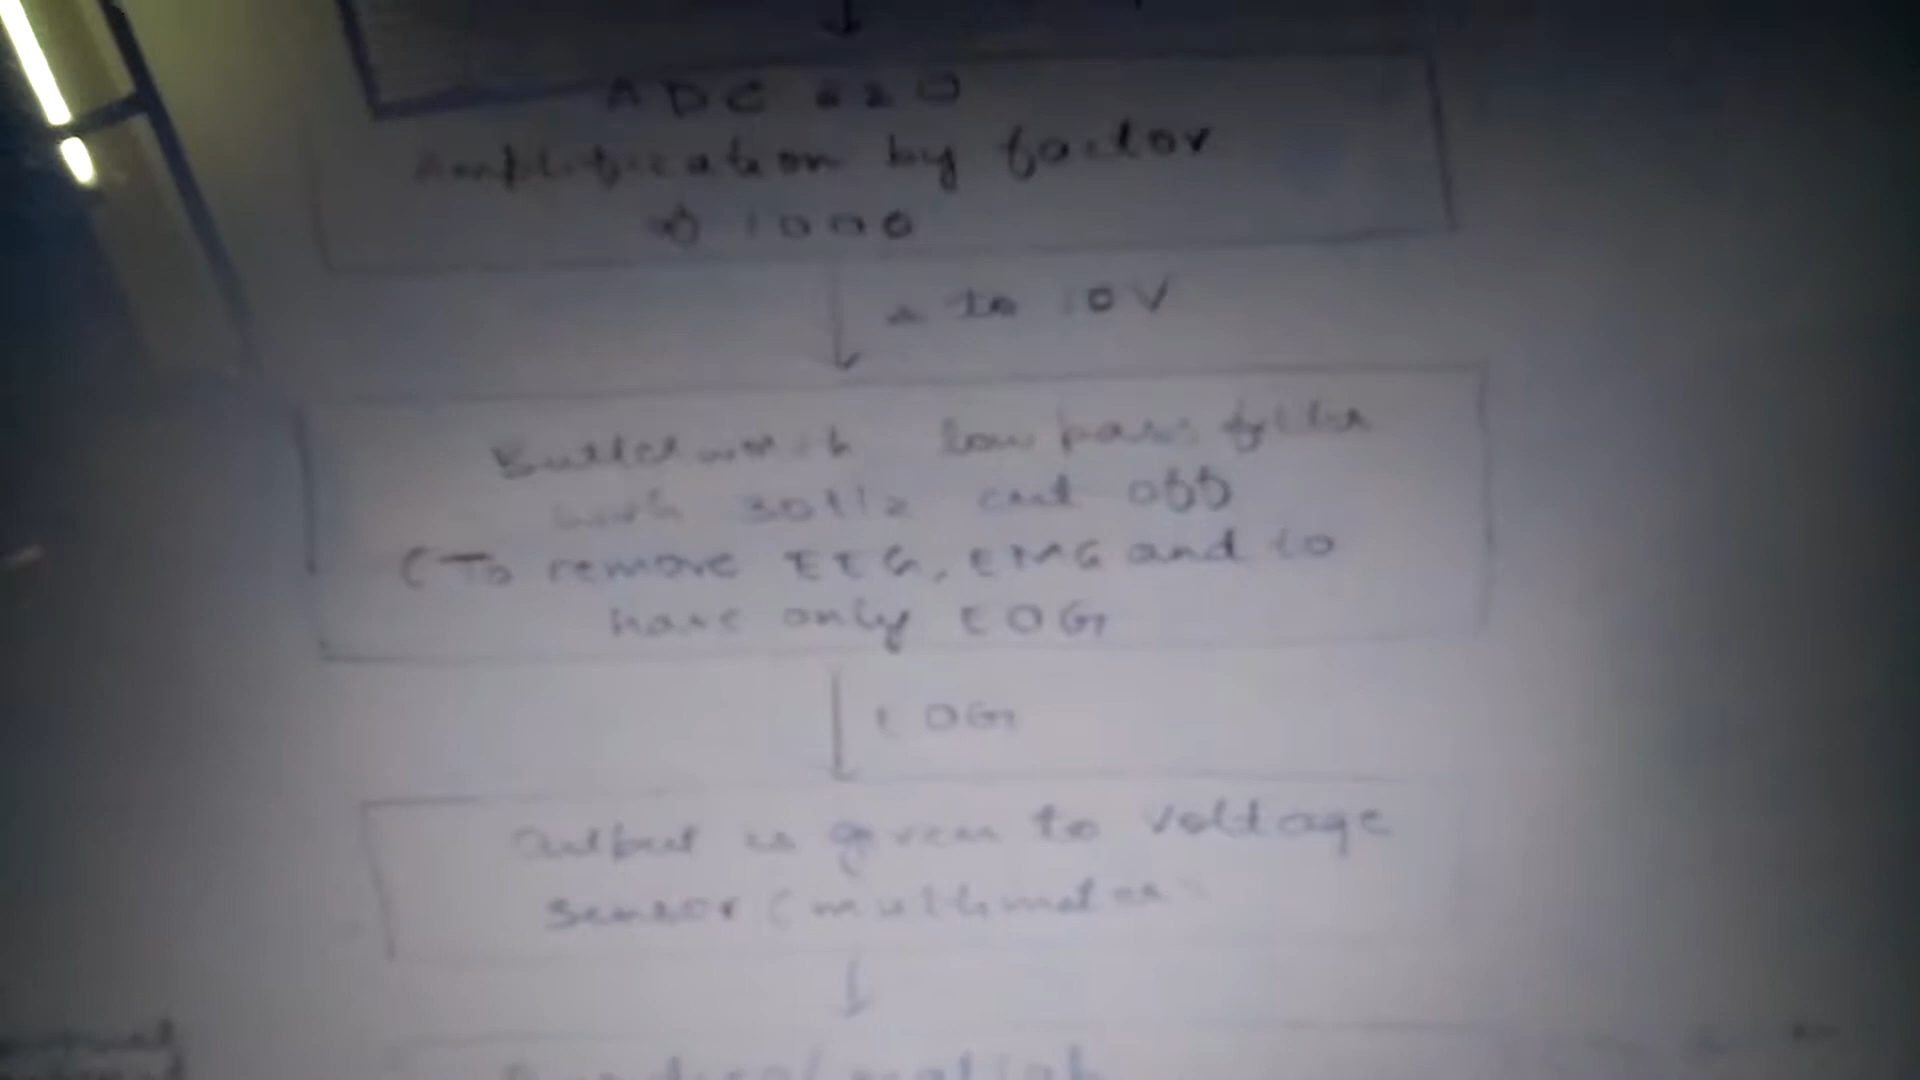 ADC 620
Amplification by factor
of 1000
to 10V
Butterworth low pass filter
with 30Hz cut off
(To remove EEG, EMG and to
have only EOG
EOG
Output is given to voltage
sensor (multimeter